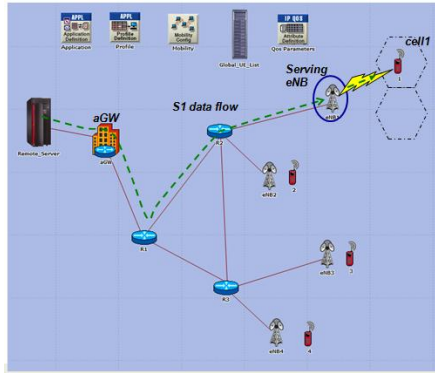 APPL
Application
Definition
Application
APPL
Profile
Definition
Profile
Mobility
Config
Mobility
Global_UE_List
IP QOS
Attribute
Definition
Qos Parameters
cell1
Serving
eNB
1
eNB1
S1 data flow
aGW
R2
Remote_Server
aGW
eNB2
2
R1
eNB3
3
R3
eNB4
4